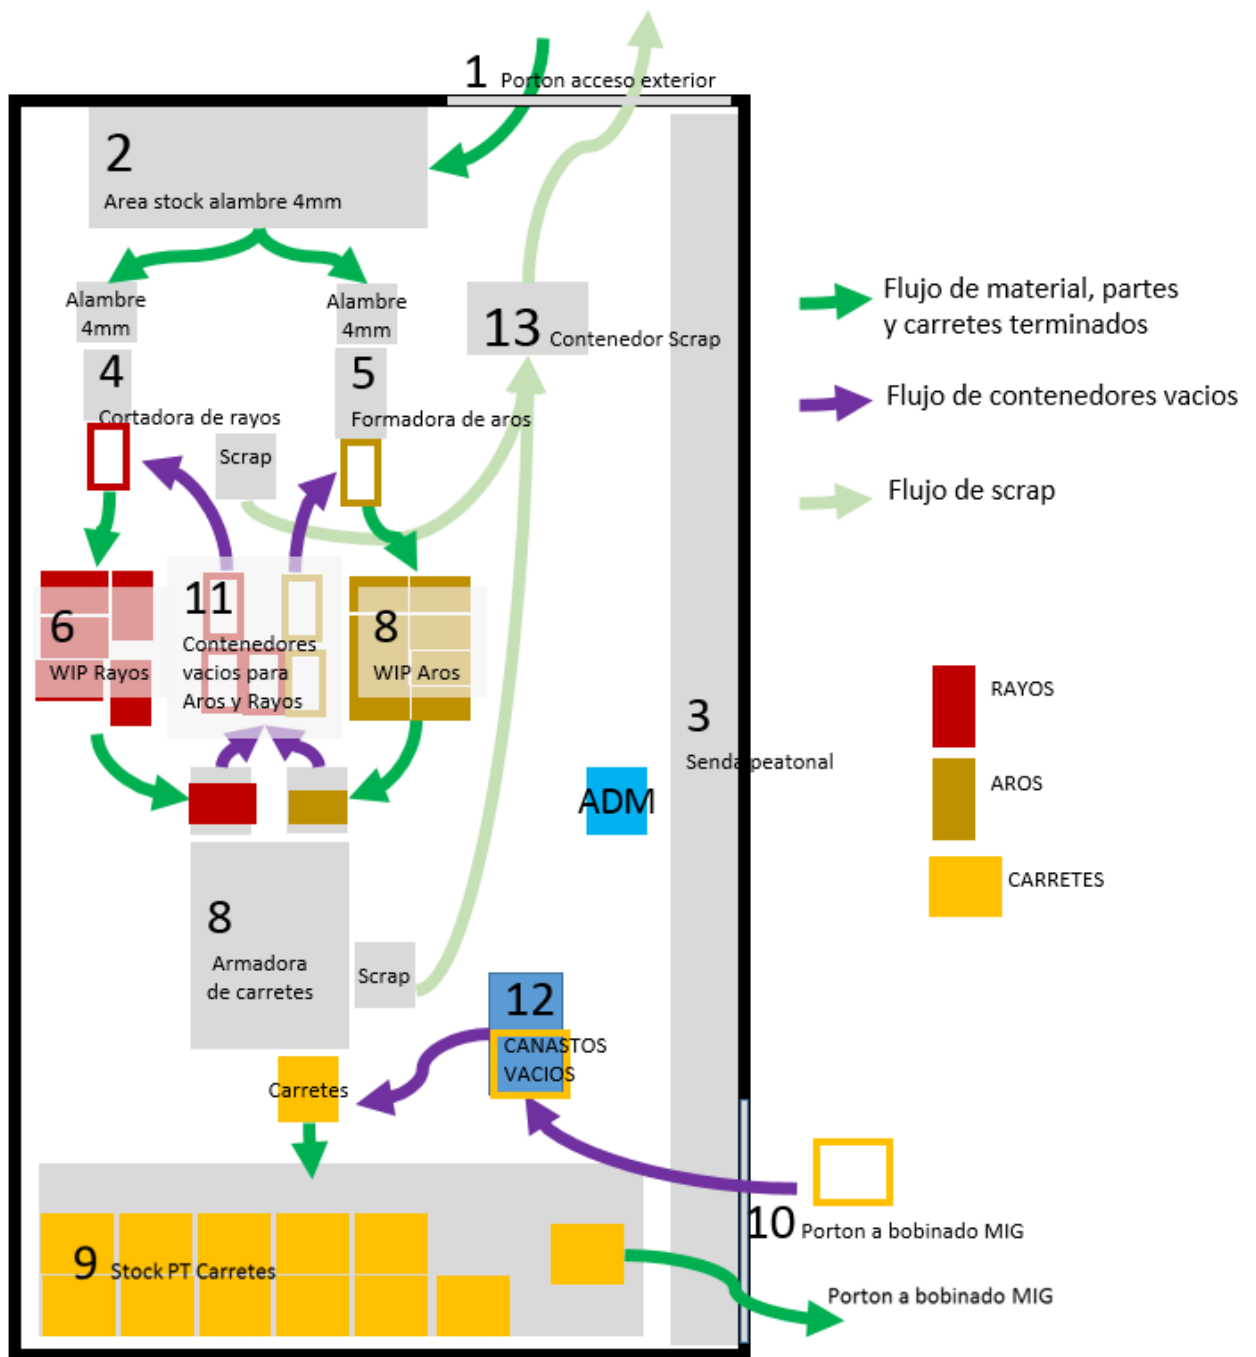 1 Porton acceso exterior
2
Area stock alambre 4mm
Alambre
4mm
Alambre
4mm
13 Contenedor Scrap
4
Cortadora de rayos
5
Formadora de aros
Scrap
6
WIP Rayos
11
Contenedores
vacios para
Aros y Rayos
8
WIP Aros
3
Senda peatonal
ADM
8
Armadora
de carretes
Scrap
12
CANASTOS
VACIOS
Carretes
9 Stock PT Carretes
10 Porton a bobinado MIG
Porton a bobinado MIG
Flujo de material, partes
y carretes terminados
Flujo de contenedores vacios
Flujo de scrap
RAYOS
AROS
CARRETES